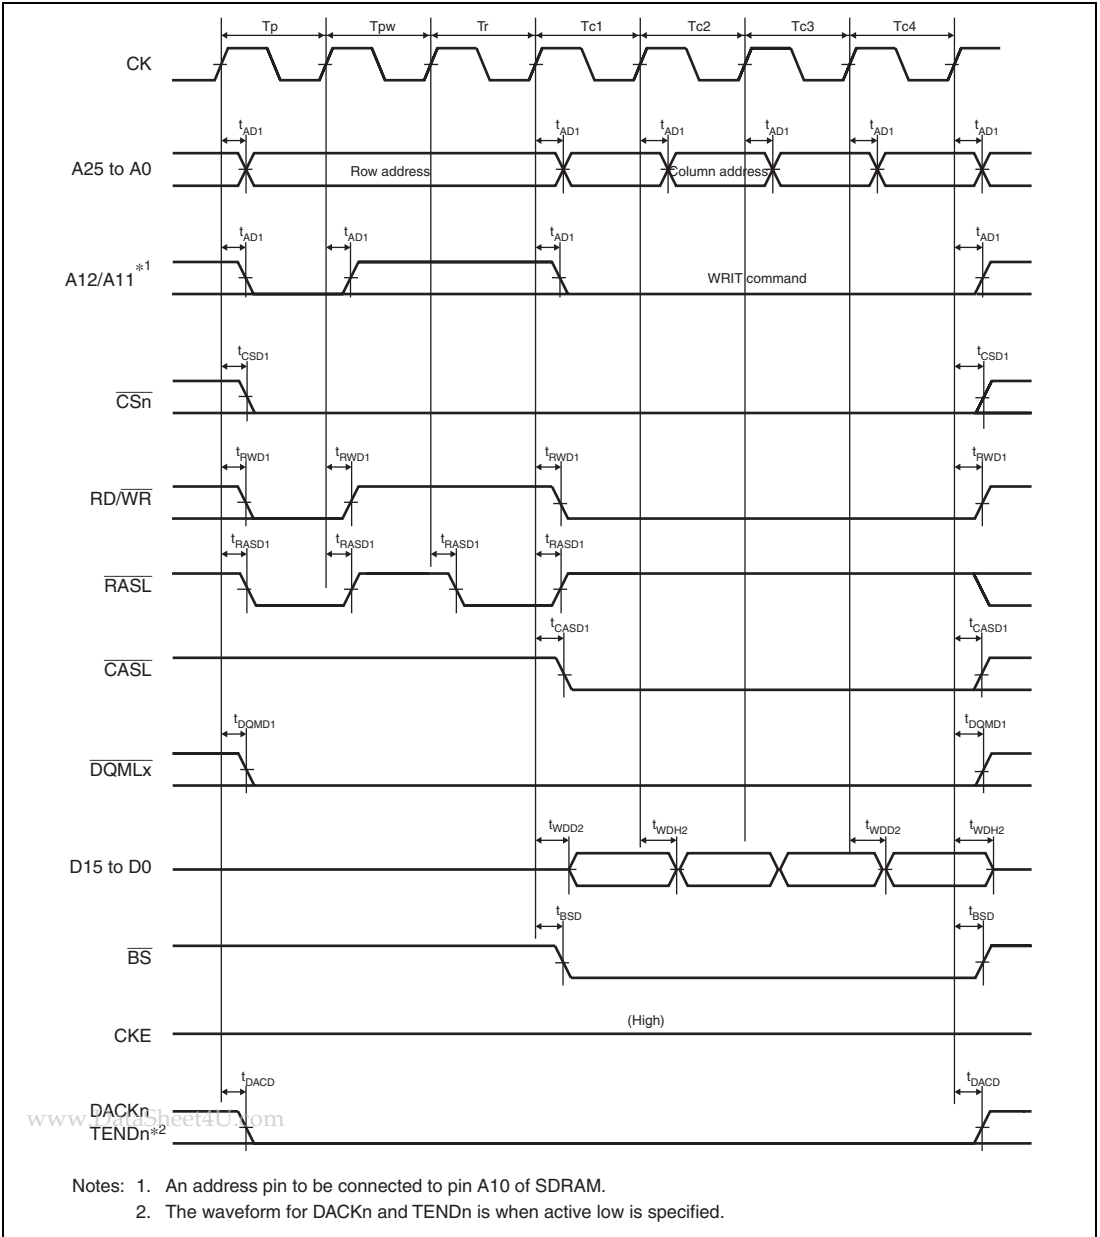 Tp Tpw Tr Tc1 Tc2 Tc3 Tc4
CK
tAD1 tAD1 tAD1 tAD1 tAD1 tAD1
A25 to A0
Row address Column address
tAD1 tAD1 tAD1 tAD1
A12/A11*1
WRIT command
tCSD1 tCSD1
CSn
tRWD1 tRWD1 tRWD1 tRWD1
RD/WR
tRASD1 tRASD1 tRASD1 tRASD1
RASL
tCASD1 tCASD1
CASL
tDQMD1 tDQMD1
DQMLx
tWDD2 tWDH2 tWDD2 tWDH2
D15 to D0
tBSD tBSD
BS
(High)
CKE
tDACD tDACD
DACKn
www.DataSheet4U.com
TENDn*2
Notes: 1. An address pin to be connected to pin A10 of SDRAM.
2. The waveform for DACKn and TENDn is when active low is specified.